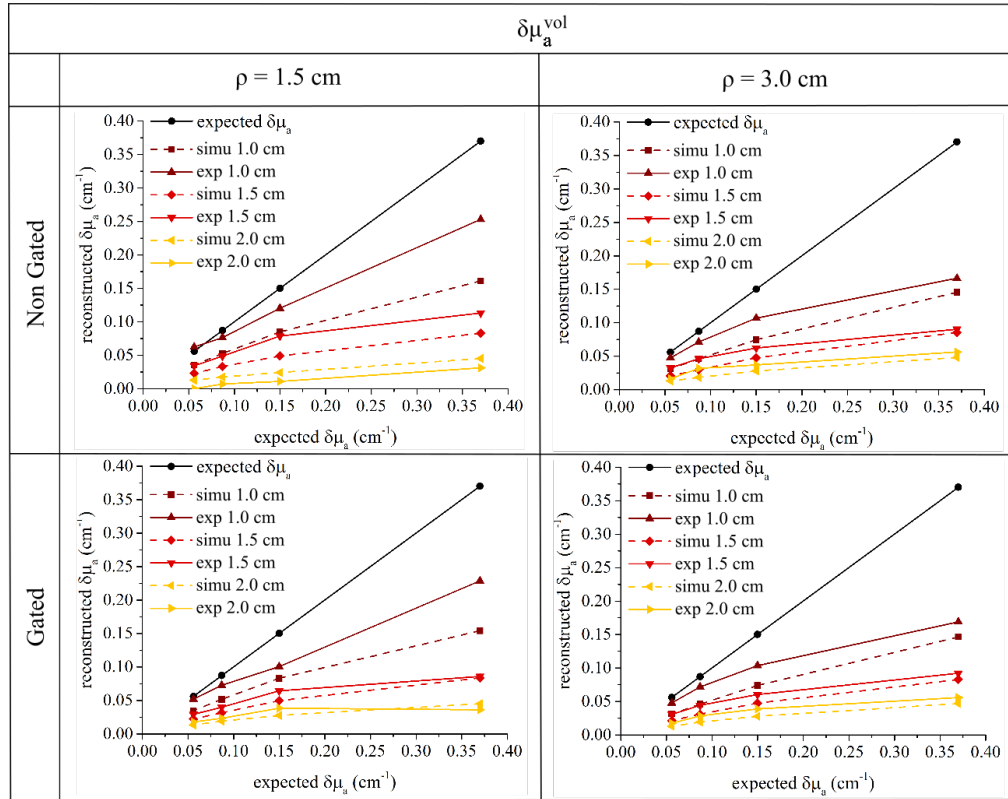 δμₐᵛᵒˡ
ρ = 1.5 cm
ρ = 3.0 cm
Non Gated
reconstructed δμₐ (cm⁻¹)
0.40
0.35
0.30
0.25
0.20
0.15
0.10
0.05
0.00
expected δμₐ
simu 1.0 cm
exp 1.0 cm
simu 1.5 cm
exp 1.5 cm
simu 2.0 cm
exp 2.0 cm
0.00 0.05 0.10 0.15 0.20 0.25 0.30 0.35 0.40
expected δμₐ (cm⁻¹)
reconstructed δμₐ (cm⁻¹)
0.40
0.35
0.30
0.25
0.20
0.15
0.10
0.05
0.00
expected δμₐ
simu 1.0 cm
exp 1.0 cm
simu 1.5 cm
exp 1.5 cm
simu 2.0 cm
exp 2.0 cm
0.00 0.05 0.10 0.15 0.20 0.25 0.30 0.35 0.40
expected δμₐ (cm⁻¹)
Gated
reconstructed δμₐ (cm⁻¹)
0.40
0.35
0.30
0.25
0.20
0.15
0.10
0.05
0.00
expected δμₐ
simu 1.0 cm
exp 1.0 cm
simu 1.5 cm
exp 1.5 cm
simu 2.0 cm
exp 2.0 cm
0.00 0.05 0.10 0.15 0.20 0.25 0.30 0.35 0.40
expected δμₐ (cm⁻¹)
reconstructed δμₐ (cm⁻¹)
0.40
0.35
0.30
0.25
0.20
0.15
0.10
0.05
0.00
expected δμₐ
simu 1.0 cm
exp 1.0 cm
simu 1.5 cm
exp 1.5 cm
simu 2.0 cm
exp 2.0 cm
0.00 0.05 0.10 0.15 0.20 0.25 0.30 0.35 0.40
expected δμₐ (cm⁻¹)